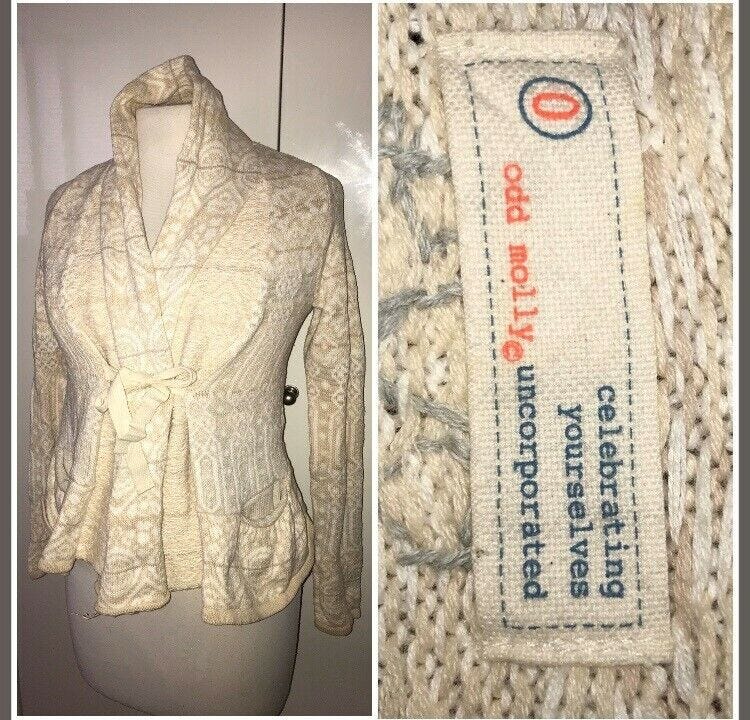 0
odd molly®
uncorporated
celebrating
yourselves